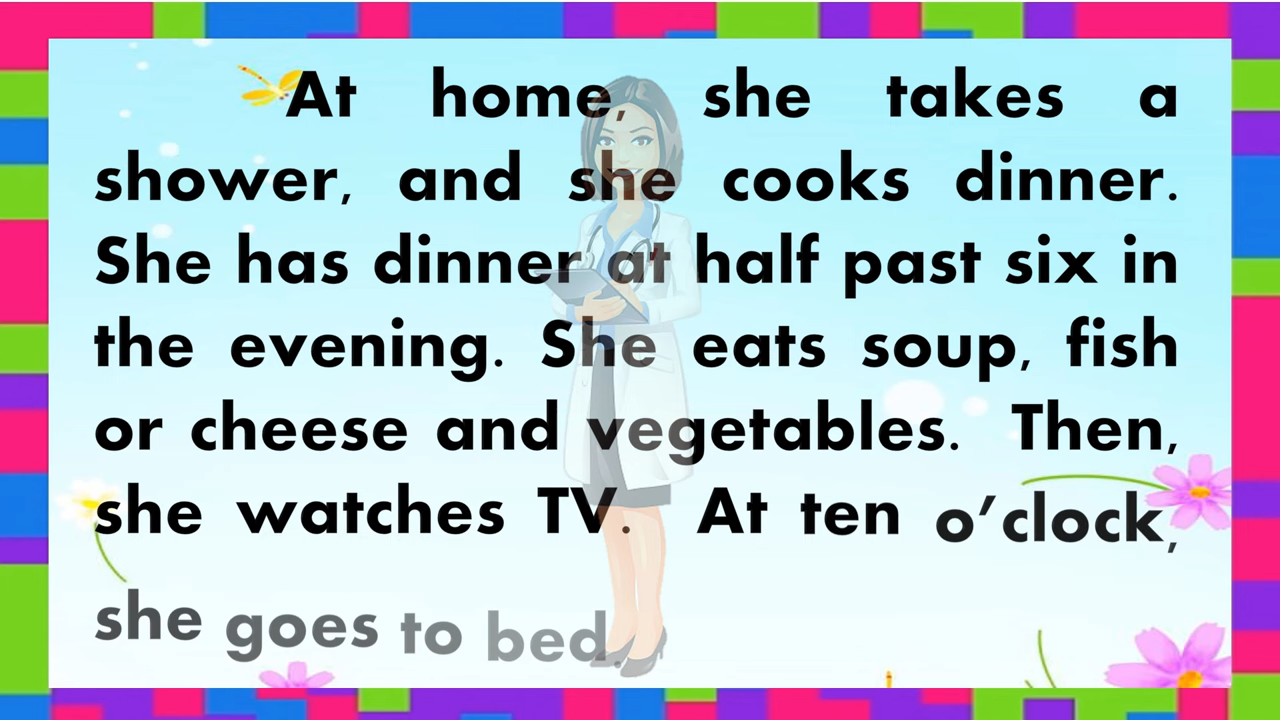 At home, she takes a
shower, and she cooks dinner.
She has dinner at half past six in
the evening. She eats soup, fish
or cheese and vegetables. Then,
she watches TV. At ten o’clock,
she goes to bed.